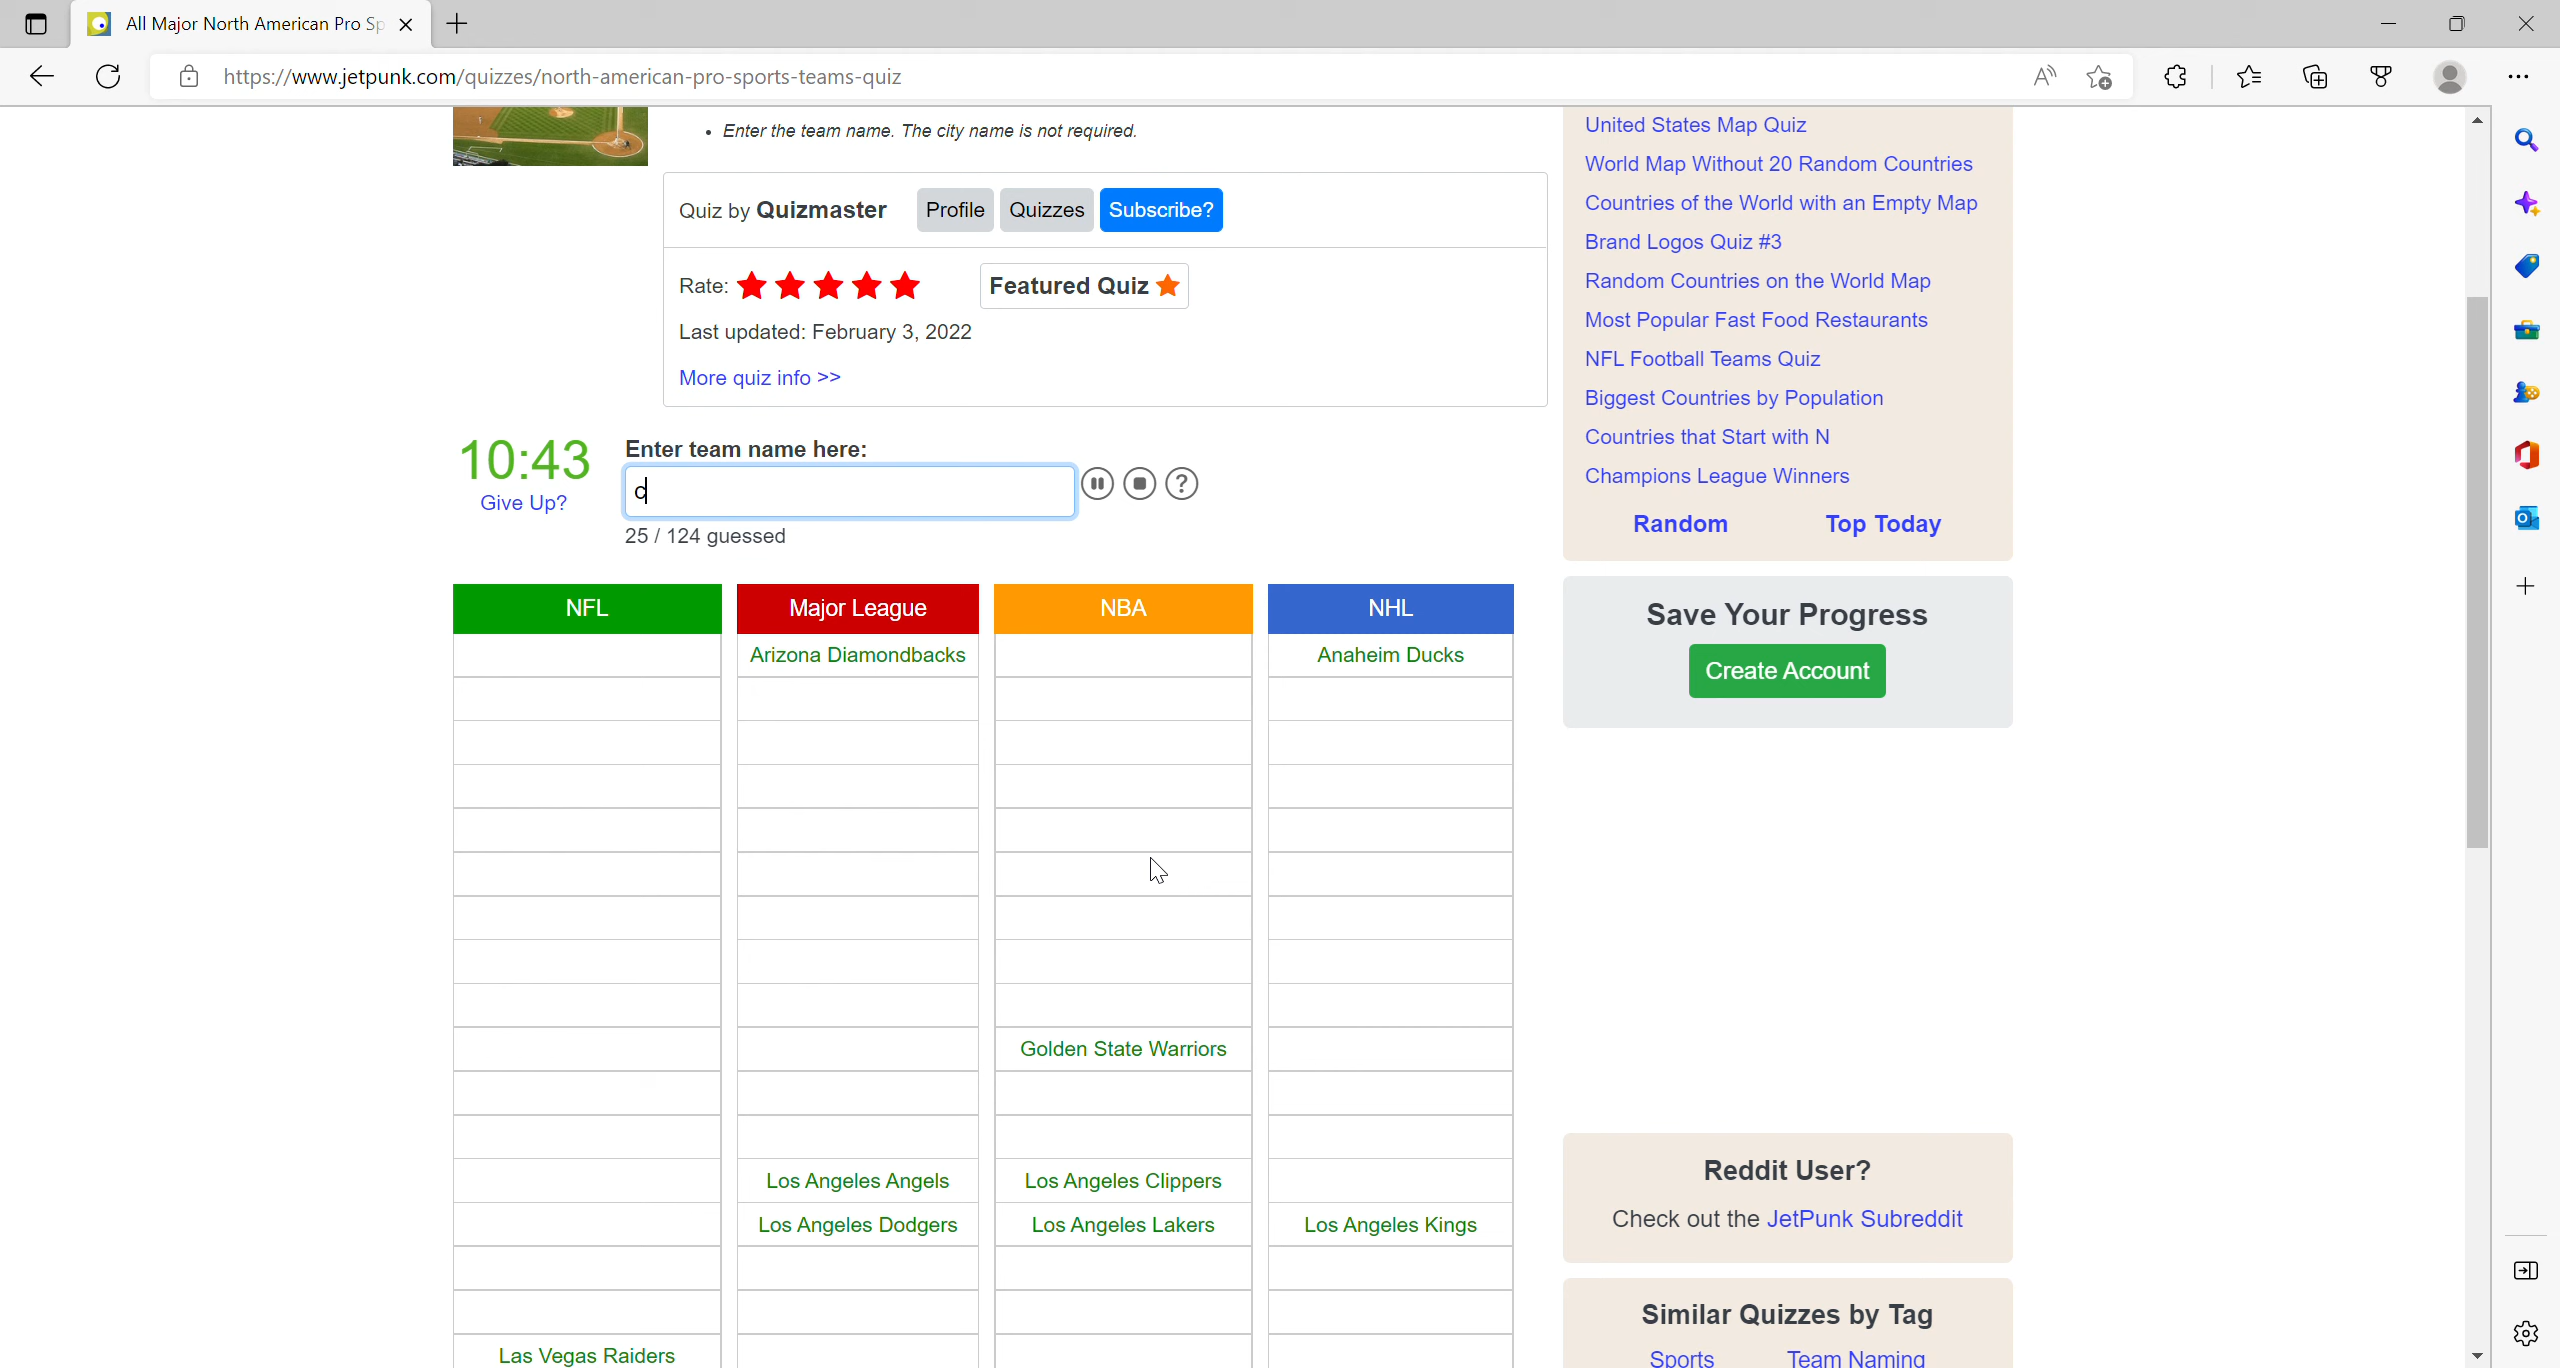 All Major North American Pro Sp
https://www.jetpunk.com/quizzes/north-american-pro-sports-teams-quiz
Enter the team name. The city name is not required.
Quiz by Quizmaster Profile Quizzes Subscribe?
Rate: Featured Quiz
Last updated: February 3, 2022
More quiz info >>
10:43
Give Up?
Enter team name here:
c
25 / 124 guessed
NFL Major League NBA NHL
Arizona Diamondbacks Anaheim Ducks
Golden State Warriors
Los Angeles Angels Los Angeles Clippers
Los Angeles Dodgers Los Angeles Lakers Los Angeles Kings
Las Vegas Raiders
United States Map Quiz
World Map Without 20 Random Countries
Countries of the World with an Empty Map
Brand Logos Quiz #3
Random Countries on the World Map
Most Popular Fast Food Restaurants
NFL Football Teams Quiz
Biggest Countries by Population
Countries that Start with N
Champions League Winners
Random Top Today
Save Your Progress
Create Account
Reddit User?
Check out the JetPunk Subreddit
Similar Quizzes by Tag
Sports Team Naming